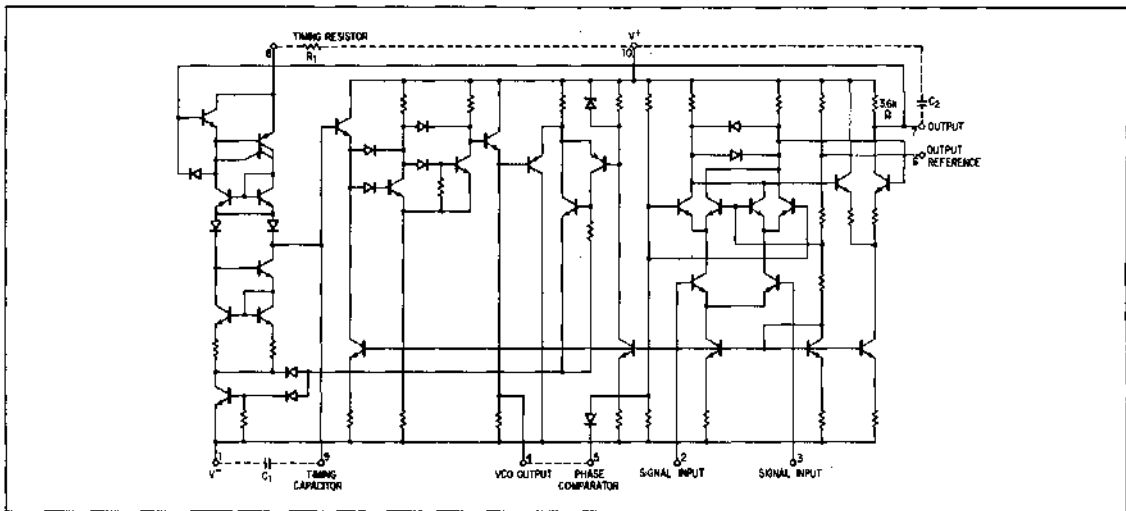 TIMING RESISTOR
8
R1
V+
10
C2
3.6k
R
7
OUTPUT
6
OUTPUT
REFERENCE
1
V−
C1
9
TIMING
CAPACITOR
4
VCO OUTPUT
5
PHASE
COMPARATOR
2
SIGNAL INPUT
3
SIGNAL INPUT